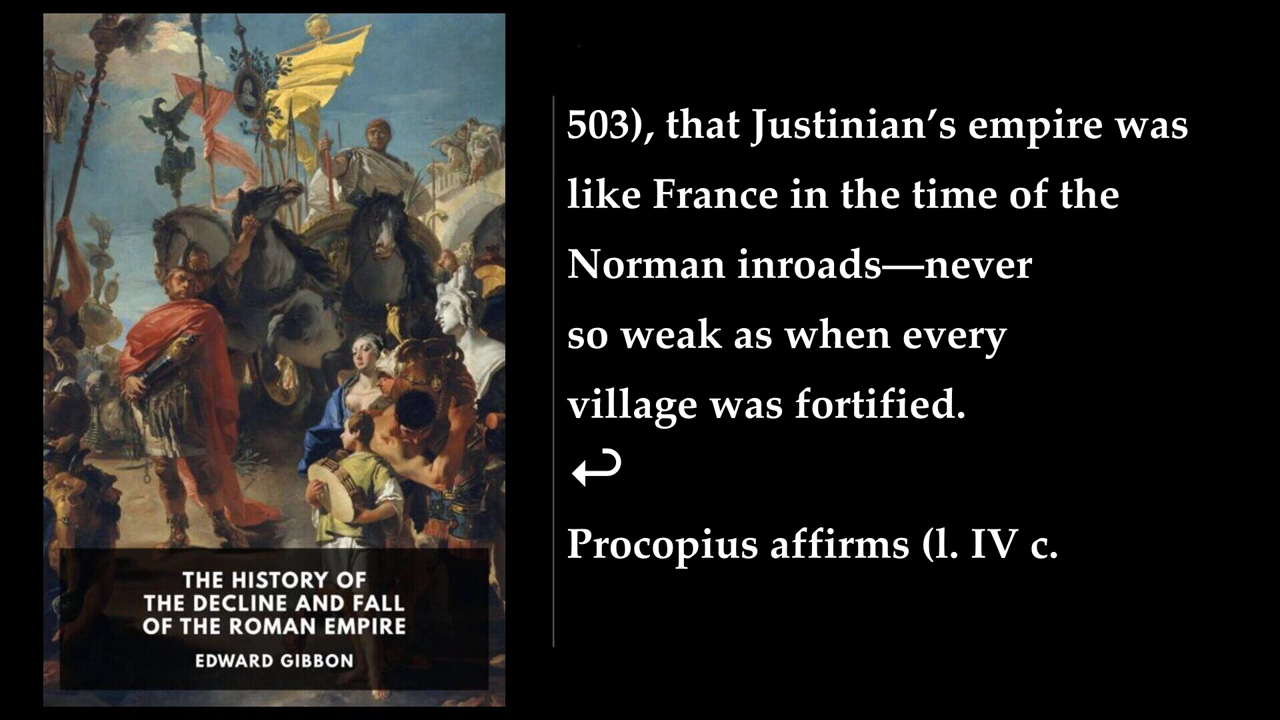 THE HISTORY OF
THE DECLINE AND FALL
OF THE ROMAN EMPIRE
EDWARD GIBBON
503), that Justinian’s empire was
like France in the time of the
Norman inroads—never
so weak as when every
village was fortified.
↩
Procopius affirms (l. IV c.